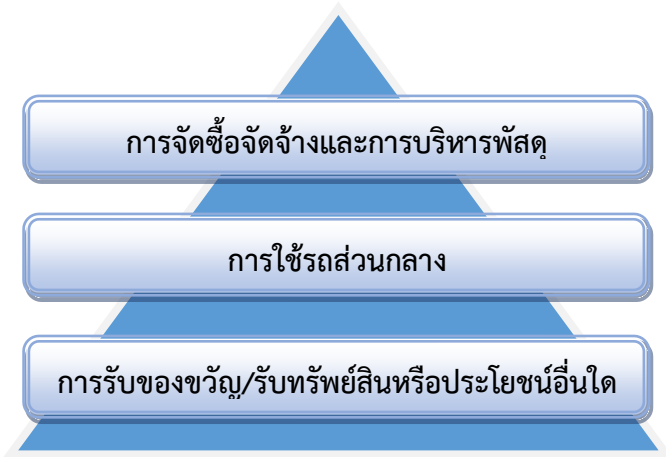 การจัดซื้อจัดจ้างและการบริหารพัสดุ
การใช้รถส่วนกลาง
การรับของขวัญ/รับทรัพย์สินหรือประโยชน์อื่นใด